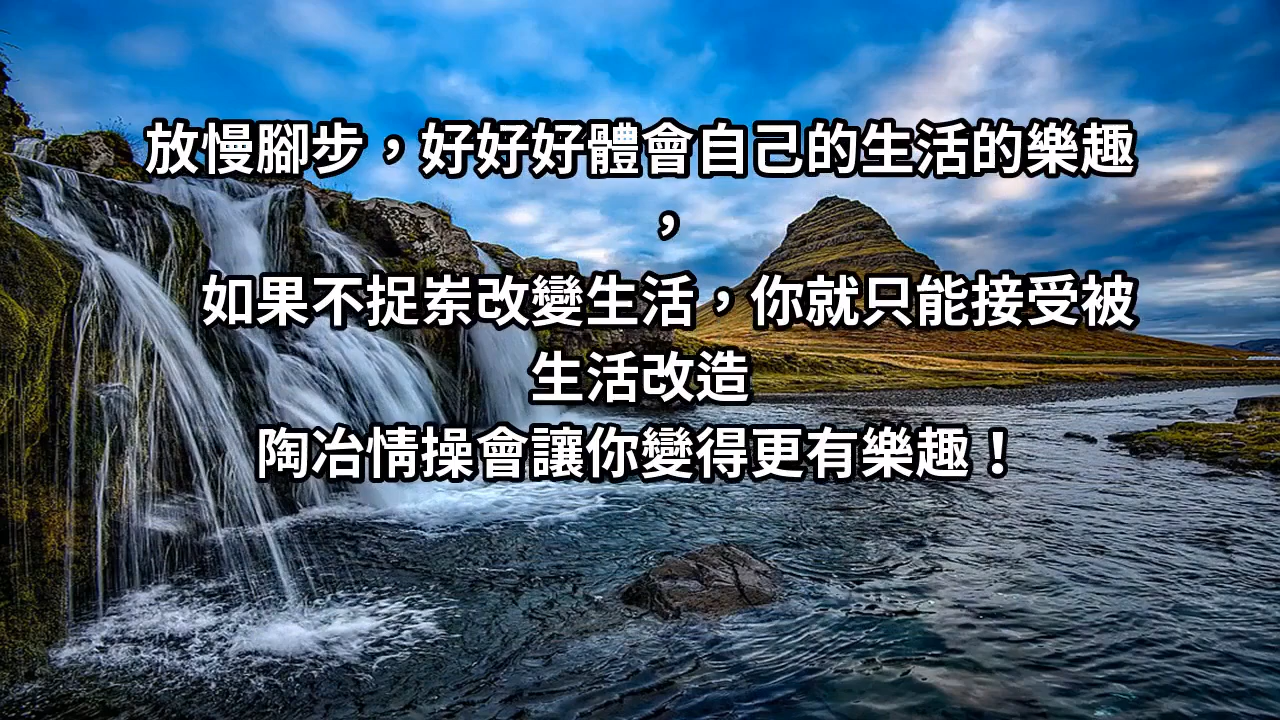 放慢腳步，好好好體會自己的生活的樂趣
，
如果不捉岽改變生活，你就只能接受被
生活改造
陶冶情操會讓你變得更有樂趣！